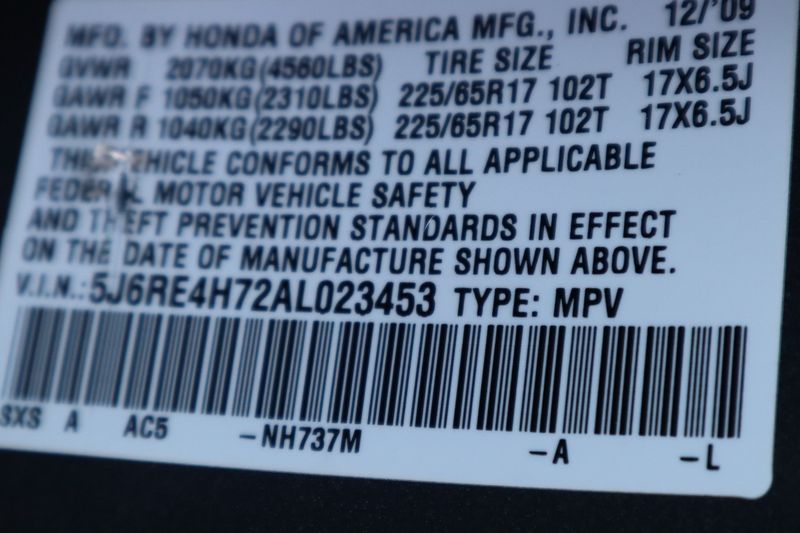 MFD. BY HONDA OF AMERICA MFG., INC. 12/'09
GVWR 2070KG(4560LBS) TIRE SIZE RIM SIZE
GAWR F 1050KG(2310LBS) 225/65R17 102T 17X6.5J
GAWR R 1040KG(2290LBS) 225/65R17 102T 17X6.5J
THIS VEHICLE CONFORMS TO ALL APPLICABLE
FEDERAL MOTOR VEHICLE SAFETY
AND THEFT PREVENTION STANDARDS IN EFFECT
ON THE DATE OF MANUFACTURE SHOWN ABOVE.
V.I.N.: 5J6RE4H72AL023453 TYPE: MPV
SXS A AC5 -NH737M -A -L